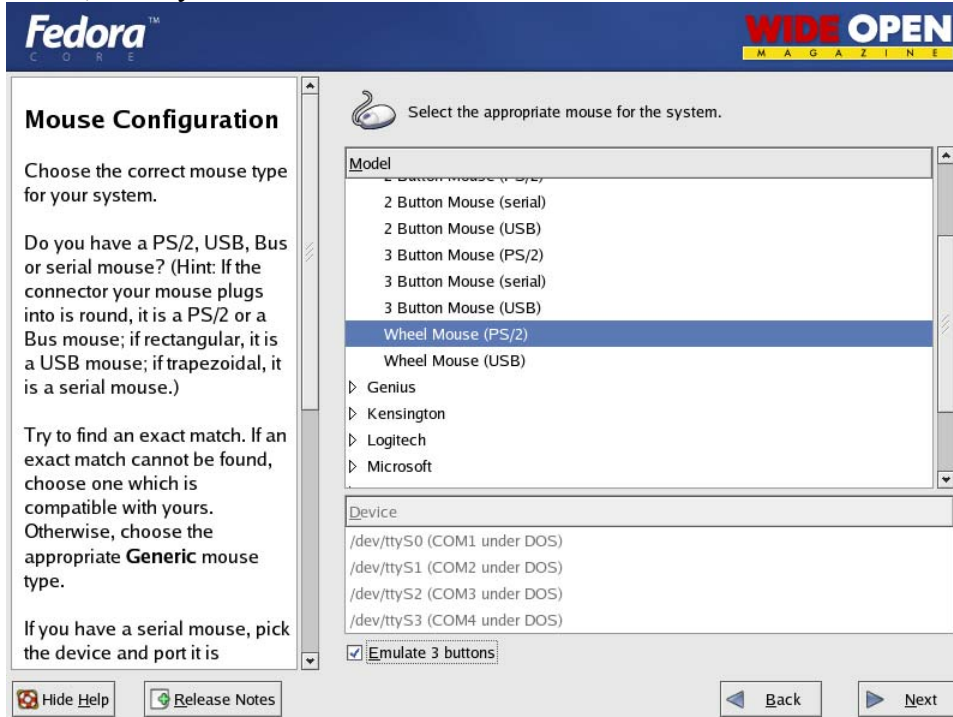 Fedora™
CORE
WIDE OPEN
MAGAZINE
Mouse Configuration
Choose the correct mouse type
for your system.
Do you have a PS/2, USB, Bus
or serial mouse? (Hint: If the
connector your mouse plugs
into is round, it is a PS/2 or a
Bus mouse; if rectangular, it is
a USB mouse; if trapezoidal, it
is a serial mouse.)
Try to find an exact match. If an
exact match cannot be found,
choose one which is
compatible with yours.
Otherwise, choose the
appropriate Generic mouse
type.
If you have a serial mouse, pick
the device and port it is
Select the appropriate mouse for the system.
Model
2 Button Mouse (PS/2)
2 Button Mouse (serial)
2 Button Mouse (USB)
3 Button Mouse (PS/2)
3 Button Mouse (serial)
3 Button Mouse (USB)
Wheel Mouse (PS/2)
Wheel Mouse (USB)
Genius
Kensington
Logitech
Microsoft
Device
/dev/ttyS0 (COM1 under DOS)
/dev/ttyS1 (COM2 under DOS)
/dev/ttyS2 (COM3 under DOS)
/dev/ttyS3 (COM4 under DOS)
Emulate 3 buttons
Hide Help
Release Notes
Back
Next